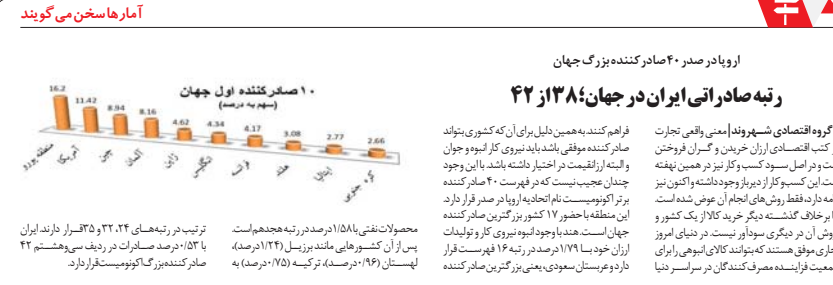 آمارها سخن می گویند
اروپا در صدر ۴۰ صادرکننده بزرگ جهان
رتبه صادراتی ایران در جهان؛ ۳۸ از ۴۲
گروه اقتصادی شهروند| معنی واقعی تجارت
کتب اقتصادی ارزان خریدن و گران فروختن
ت و در اصل سود کسب و کار نیز در همین نهفته
ت. این کسب و کار از دیرباز وجود داشته و اکنون نیز
مه دارد، فقط روش‌های انجام آن عوض شده است.
برخلاف گذشته دیگر خرید کالا از یک کشور و
وش آن در دیگری سودآور نیست. در دنیای امروز
جاری موفق هستند که بتوانند کالای انبوهی را برای
معیت فزاینده مصرف‌کنندگان در سراسر دنیا
فراهم کنند. به همین دلیل برای آن که کشوری بتواند
صادرکننده موفقی باشد باید نیروی کار انبوه و جوان
و البته ارزانقیمت در اختیار داشته باشد. با این وجود
چندان عجیب نیست که در فهرست ۴۰ صادرکننده
برتر اکونومیست نام اتحادیه اروپا در صدر قرار دارد.
این منطقه با حضور ۱۷ کشور بزرگترین صادرکننده
جهان است. هند با وجود انبوه نیروی کار و تولیدات
ارزان خود با ۱/۷۹ درصد در رتبه ۱۶ فهرست قرار
دارد و عربستان سعودی، یعنی بزرگترین صادرکننده
۱۰ صادرکننده اول جهان
(سهم به درصد)
16.2 11.42 8.94 8.16 4.62 4.34 4.17 3.08 2.77 2.66
منطقه یورو آمریکا چین آلمان ژاپن انگلیس فرانسه هلند ایتالیا کره جنوبی
محصولات نفتی با ۱/۵۸ درصد در رتبه هجدهم است.
پس از آن کشورهایی مانند برزیل (۱/۲۴ درصد)،
لهستان (۰/۹۶ درصد)، ترکیه (۰/۷۵ درصد) به
ترتیب در رتبه‌های ۲۴، ۳۲ و ۳۵ قرار دارند. ایران
با ۰/۵۳ درصد صادرات در ردیف سی‌وهشتم ۴۲
صادرکننده بزرگ اکونومیست قرار دارد.